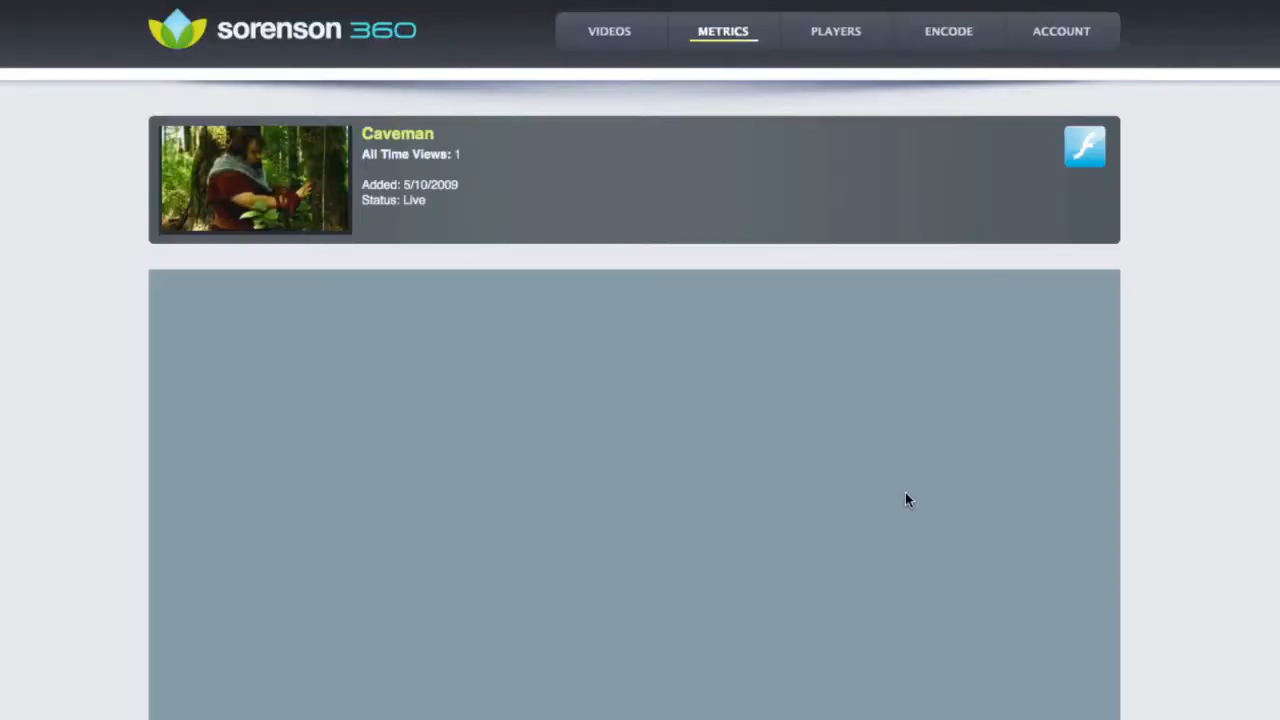 sorenson 360
VIDEOS METRICS PLAYERS ENCODE ACCOUNT
Caveman
All Time Views: 1
Added: 5/10/2009
Status: Live